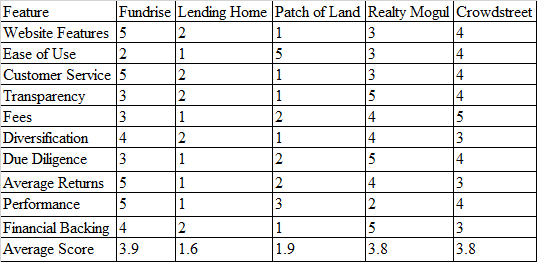 Feature Fundrise Lending Home Patch of Land Realty Mogul Crowdstreet
Website Features 5 2 1 3 4
Ease of Use 2 1 5 3 4
Customer Service 5 2 1 3 4
Transparency 3 2 1 5 4
Fees 3 1 2 4 5
Diversification 4 2 1 4 3
Due Diligence 3 1 2 5 4
Average Returns 5 1 2 4 3
Performance 5 1 3 2 4
Financial Backing 4 2 1 5 3
Average Score 3.9 1.6 1.9 3.8 3.8